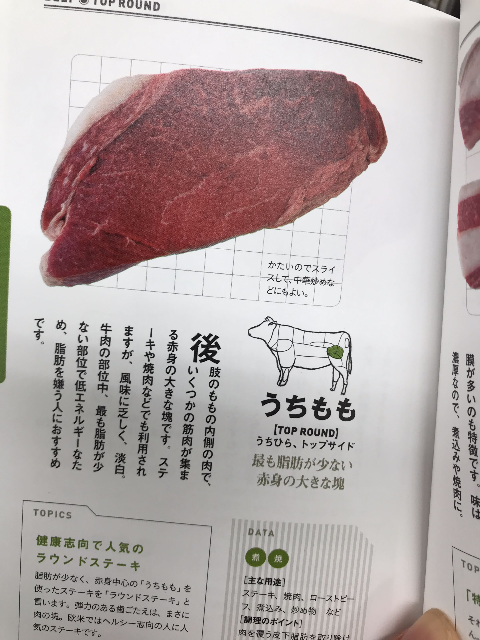 BEEF ◉ TOP ROUND
かたいのでスライ
スして、中華炒めな
どにもよい。
後肢のももの内側の肉で、
いくつかの筋肉が集ま
る赤身の大きな塊です。ステ
ーキや焼肉などでも利用され
ますが、風味に乏しく、淡白。
牛肉の部位中、最も脂肪が少
ない部位で低エネルギーなた
め、脂肪を嫌う人におすすめ
です。
うちもも
[TOP ROUND]
うちひら、トップサイド
最も脂肪が少ない
赤身の大きな塊
TOPICS
健康志向で人気の
ラウンドステーキ
脂肪が少なく、赤身中心の「うちもも」を
使ったステーキを「ラウンドステーキ」と
言います。弾力のある歯ごたえは、まさに
肉の塊。欧米ではヘルシー志向の人に人
気のステーキです。
DATA
煮 焼
[主な用途]
ステーキ、焼肉、ローストビー
フ、煮込み、炒め物 など
[調理のポイント]
肉を覆う皮下脂肪を取り除け
膜が多いのも特徴です。味は
濃厚なので、煮込みや焼肉に。